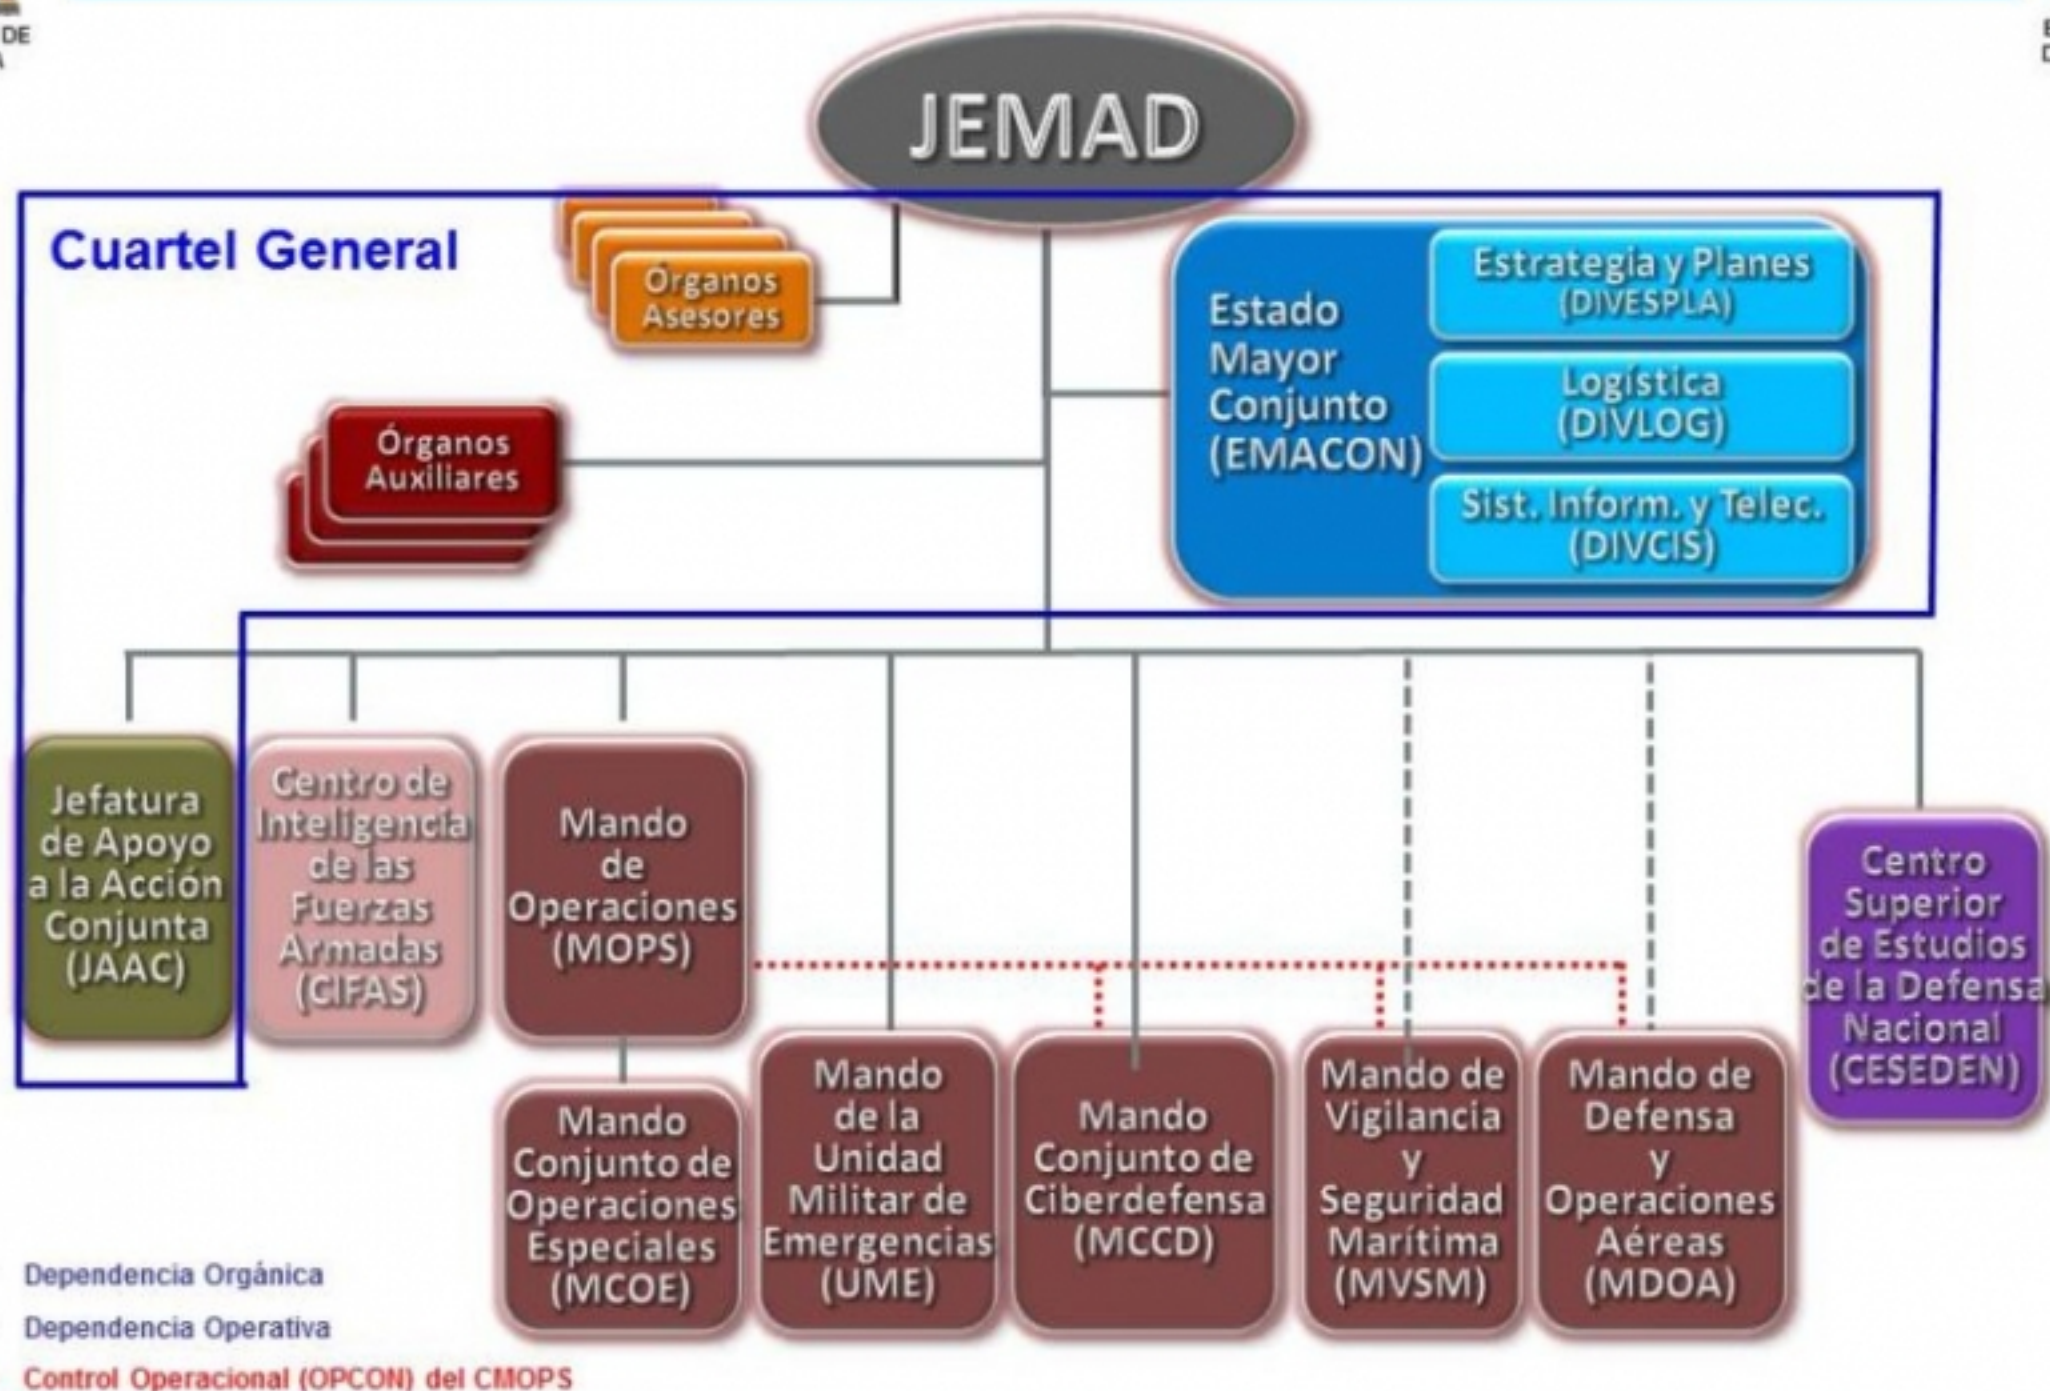 DE
JEMAD
Cuartel General
Órganos
Asesores
Estado
Mayor
Conjunto
(EMACON)
Estrategia y Planes
(DIVESPLA)
Logística
(DIVLOG)
Sist. Inform. y Telec.
(DIVCIS)
Órganos
Auxiliares
Jefatura
de Apoyo
a la Acción
Conjunta
(JAAC)
Centro de
Inteligencia
de las
Fuerzas
Armadas
(CIFAS)
Mando
de
Operaciones
(MOPS)
Mando
Conjunto de
Operaciones
Especiales
(MCOE)
Mando
de la
Unidad
Militar de
Emergencias
(UME)
Mando
Conjunto de
Ciberdefensa
(MCCD)
Mando de
Vigilancia
y
Seguridad
Marítima
(MVSM)
Mando de
Defensa
y
Operaciones
Aéreas
(MDOA)
Centro
Superior
de Estudios
de la Defensa
Nacional
(CESEDEN)
Dependencia Orgánica
Dependencia Operativa
Control Operacional (OPCON) del CMOPS